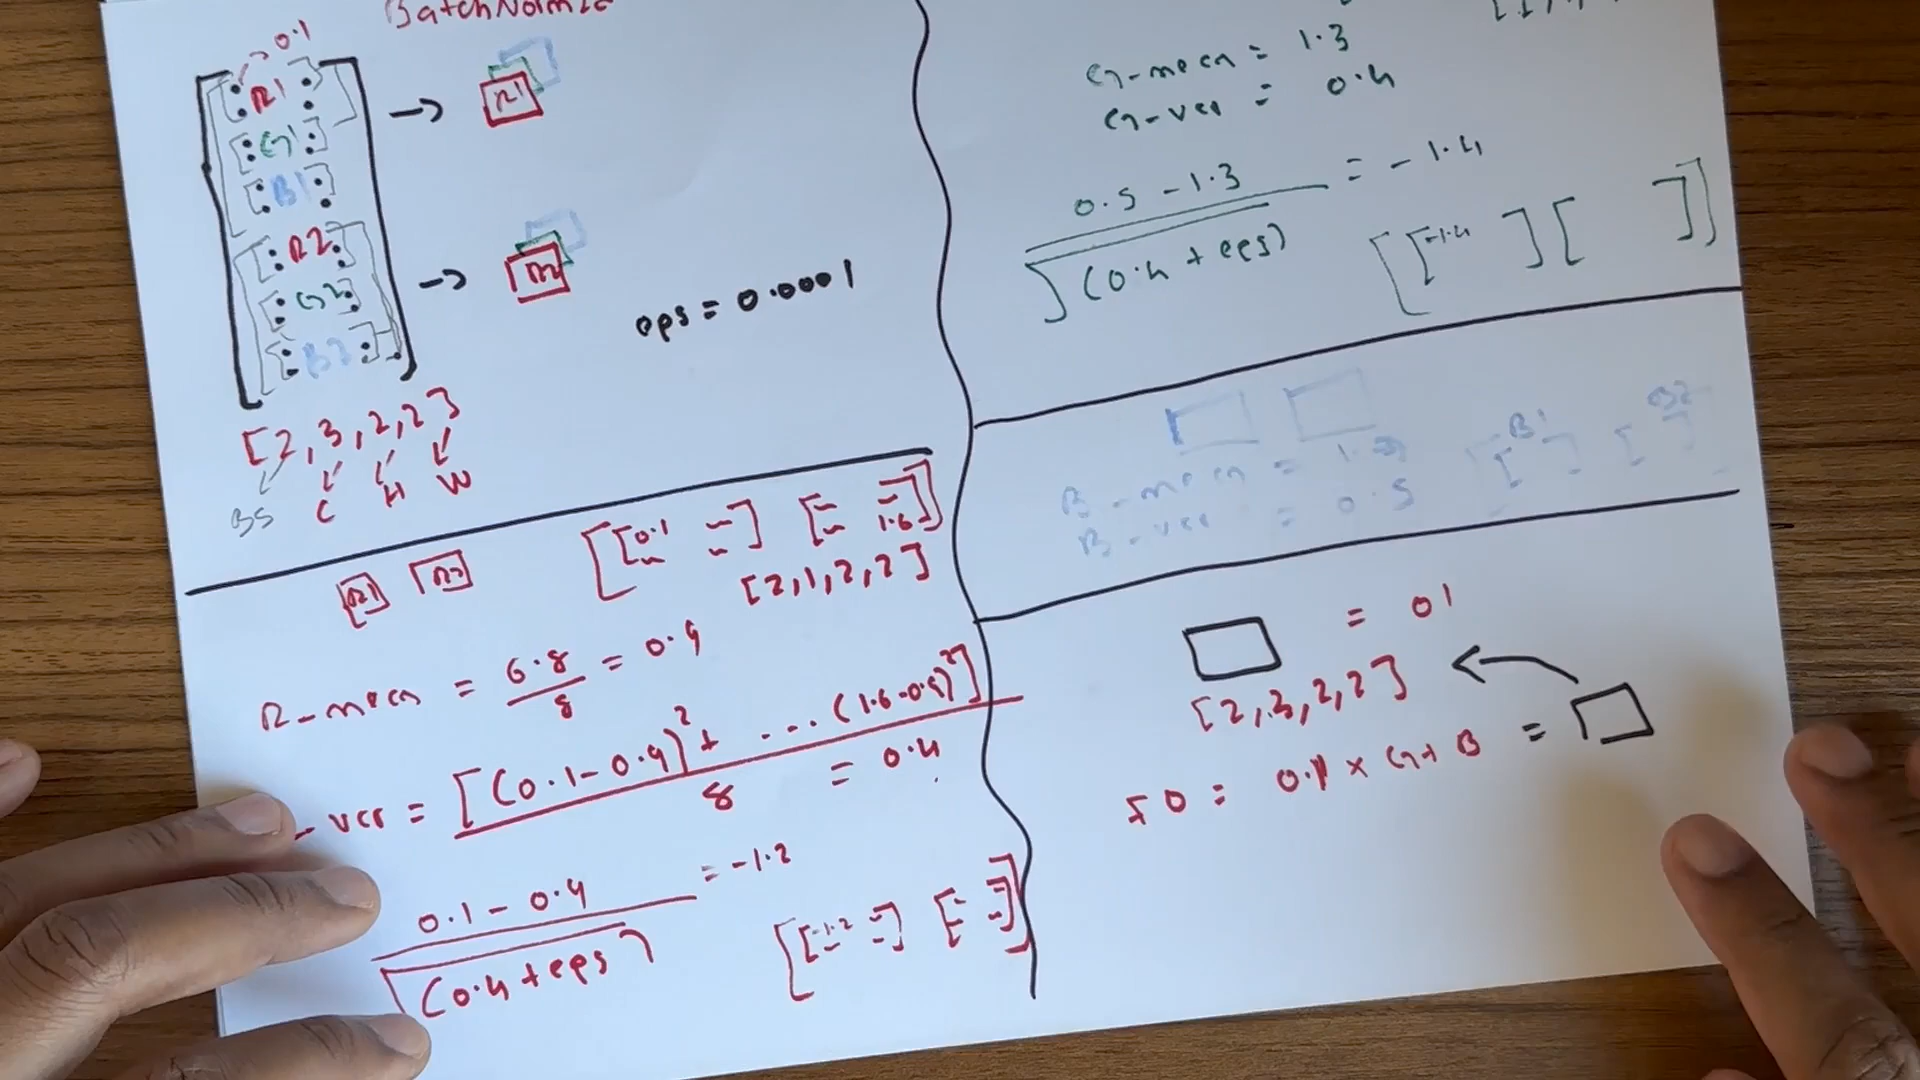 BatchNorm2d
0.1
R1
G1
B1
R2
G2
B2
R1
R2
eps = 0.0001
[2,3,2,2]
BS C H W
R1 R2
[[0.1 – –] [– – 1.6]]
[2,1,2,2]
R-mean = 6.8/8 = 0.9
-var = [(0.1-0.9)² + ... (1.6-0.9)²]/8 = 0.4
0.1 - 0.9 / √(0.4 + eps) = -1.2
[[-1.2 –] [– –]]
G-mean = 1.3
G-var = 0.4
0.5 - 1.3 / √(0.4 + eps) = -1.4
[[-1.4 ] [ ]]
B-mean = 1.3
B-var = 0.5
[[B1] [B2]]
= 01
[2,3,2,2]
50 = 0.1 × G + B =